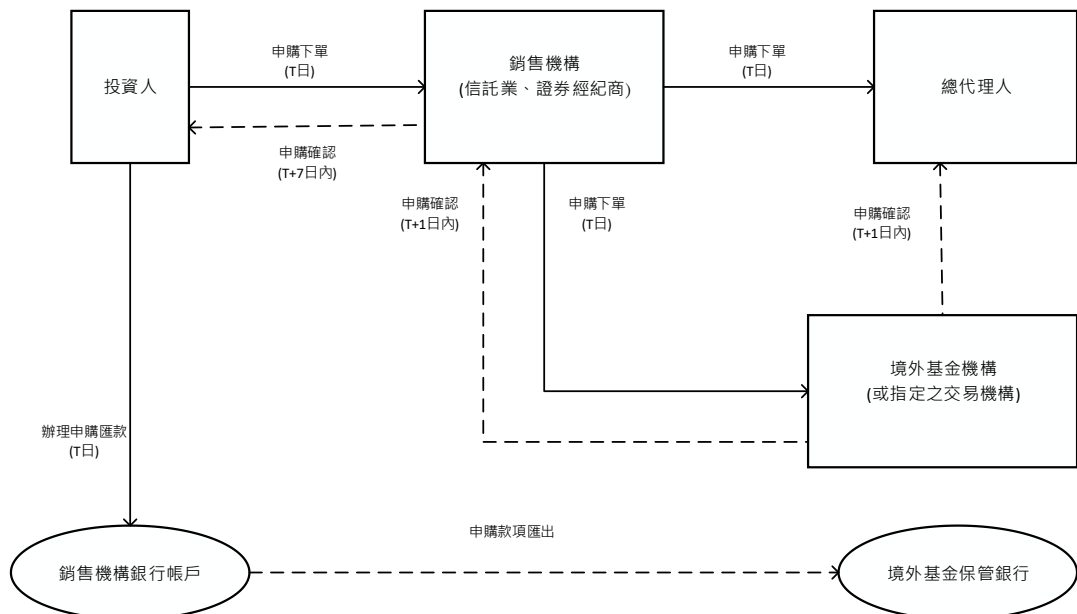 申購下單
(T日)
申購下單
(T日)
投資人
銷售機構
(信託業、證券經紀商)
總代理人
申購確認
(T+7日內)
申購確認
(T+1日內)
申購下單
(T日)
申購確認
(T+1日內)
境外基金機構
(或指定之交易機構)
辦理申購匯款
(T日)
申購款項匯出
銷售機構銀行帳戶
境外基金保管銀行